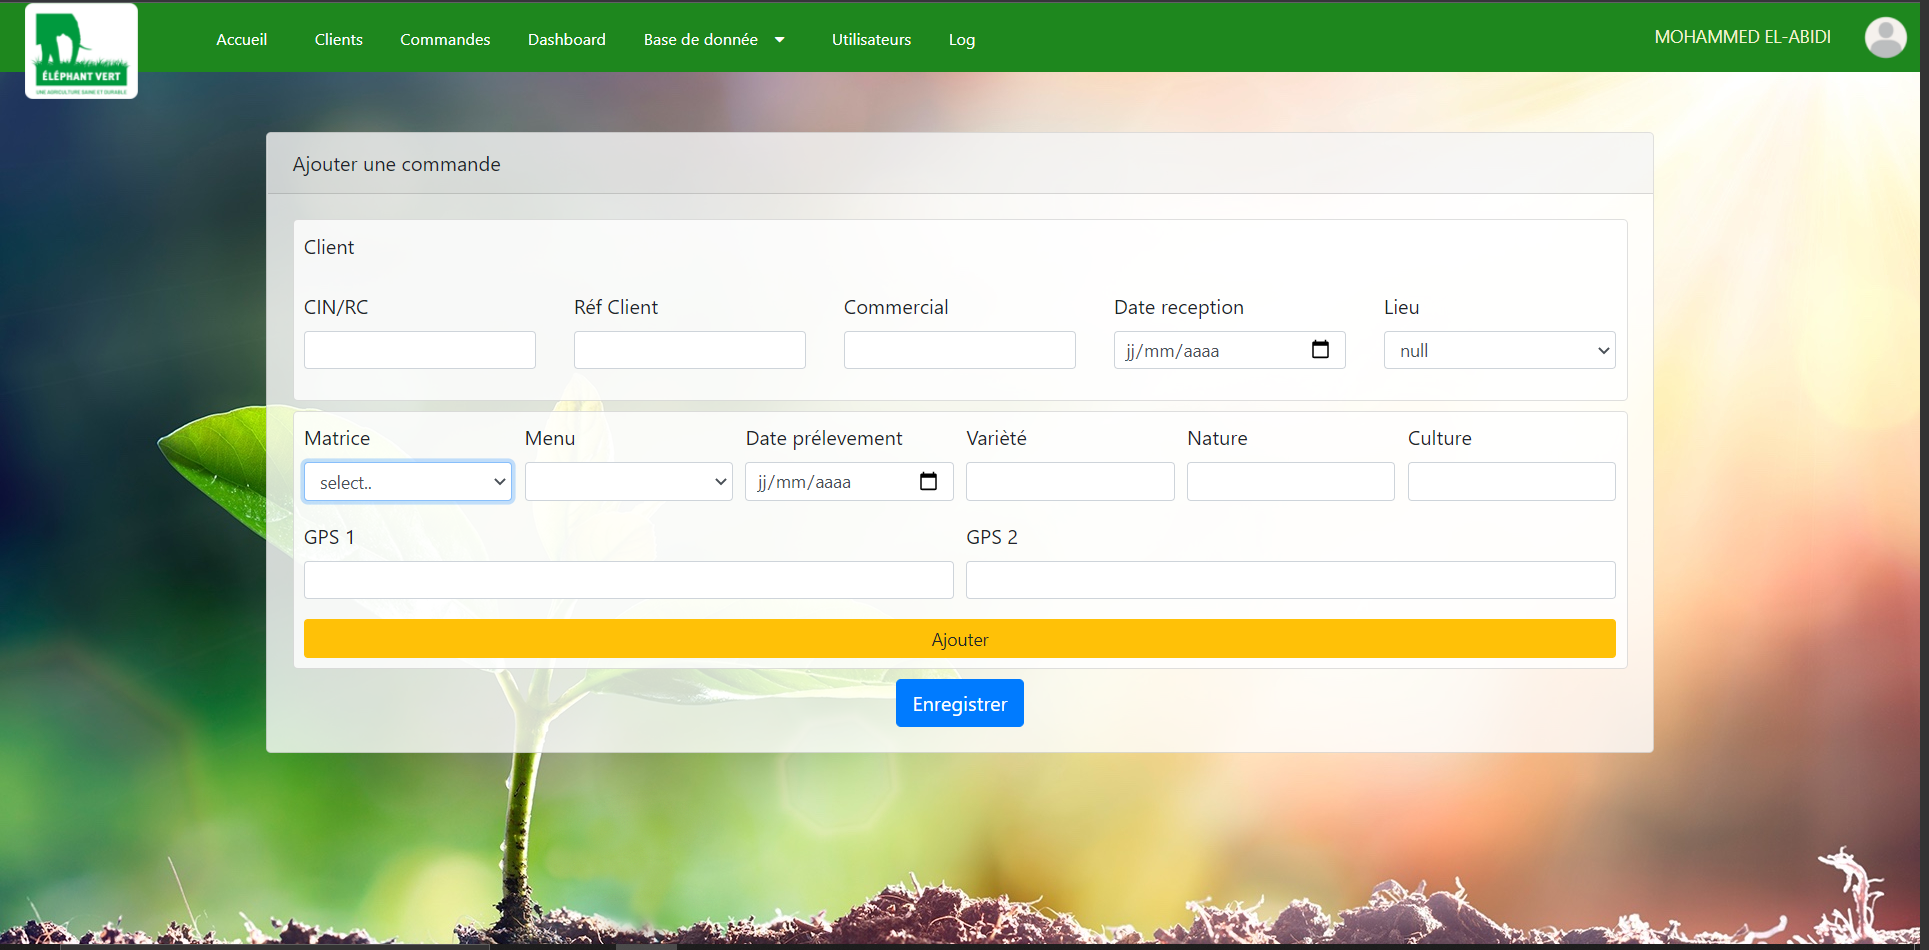 ÉLÉPHANT VERT
UNE AGRICULTURE SAINE ET DURABLE
Accueil
Clients
Commandes
Dashboard
Base de donnée
Utilisateurs
Log
MOHAMMED EL-ABIDI
Ajouter une commande
Client
CIN/RC
Réf Client
Commercial
Date reception
Lieu
jj/mm/aaaa
null
Matrice
Menu
Date prélevement
Varièté
Nature
Culture
select..
jj/mm/aaaa
GPS 1
GPS 2
Ajouter
Enregistrer